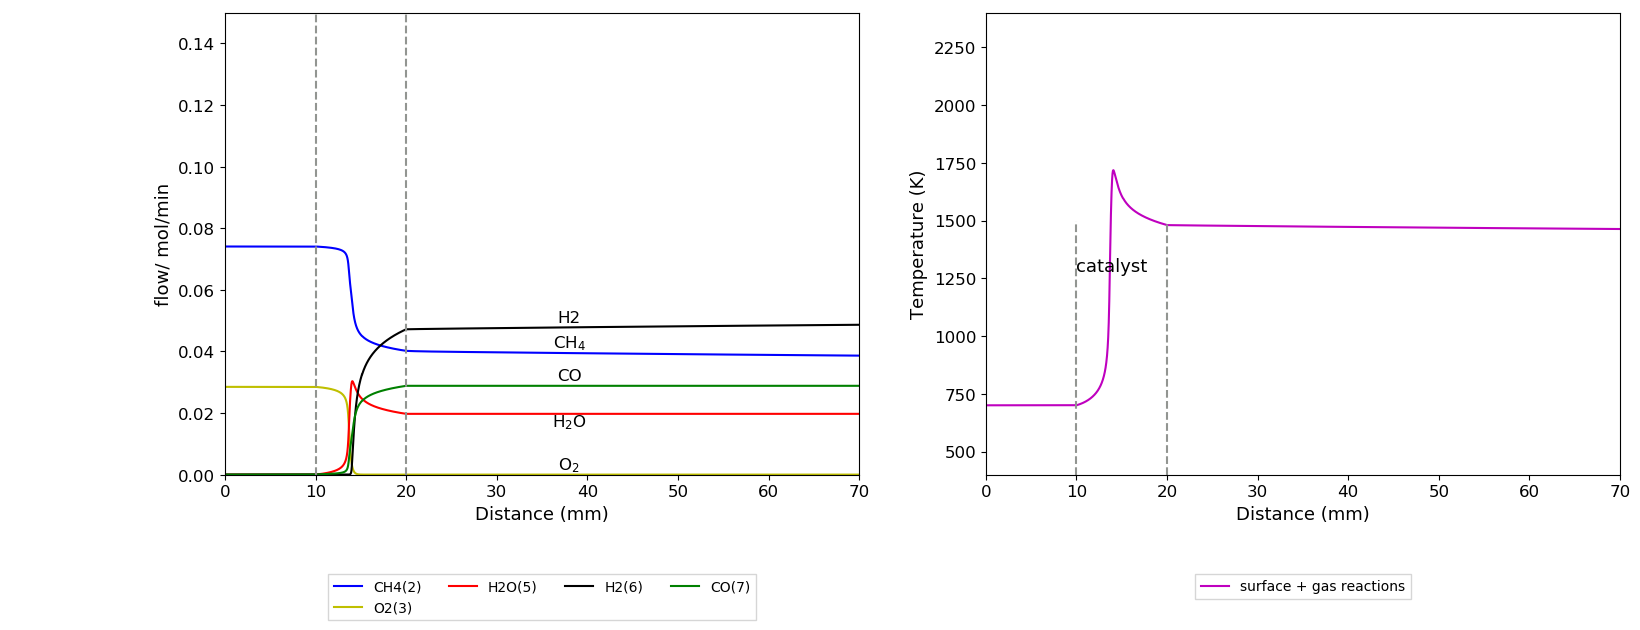 flow/ mol/min
0.14
0.12
0.10
0.08
0.06
0.04
0.02
0.00
H2
CH₄
CO
H₂O
O₂
0 10 20 30 40 50 60 70
Distance (mm)
CH4(2) H2O(5) H2(6) CO(7)
O2(3)
Temperature (K)
2250
2000
1750
1500
1250
1000
750
500
catalyst
0 10 20 30 40 50 60 70
Distance (mm)
surface + gas reactions